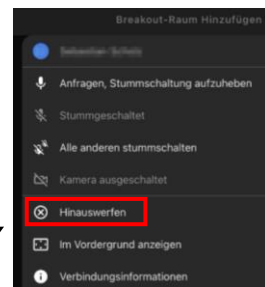 Breakout-Raum Hinzufügen
Anfragen, Stummschaltung aufzuheben
Stummgeschaltet
Alle anderen stummschalten
Kamera ausgeschaltet
Hinauswerfen
Im Vordergrund anzeigen
Verbindungsinformationen